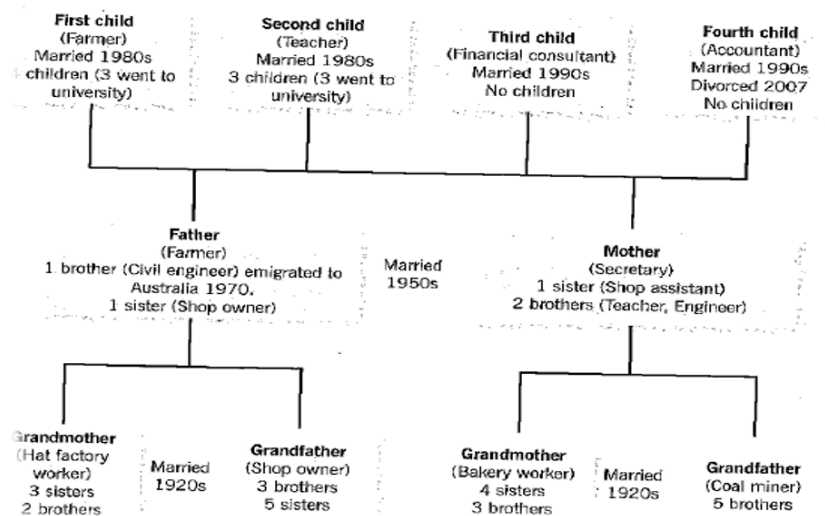 First child
(Farmer)
Married 1980s
children (3 went to
university)
Second child
(Teacher)
Married 1980s
3 children (3 went to
university)
Third child
(Financial consultant)
Married 1990s
No children
Fourth child
(Accountant)
Married 1990s
Divorced 2007
No children
Father
(Farmer)
1 brother (Civil engineer) emigrated to
Australia 1970.
1 sister (Shop owner)
Married
1950s
Mother
(Secretary)
1 sister (Shop assistant)
2 brothers (Teacher, Engineer)
Grandmother
(Hat factory
worker)
3 sisters
2 brothers
Married
1920s
Grandfather
(Shop owner)
3 brothers
5 sisters
Grandmother
(Bakery worker)
4 sisters
3 brothers
Married
1920s
Grandfather
(Coal miner)
5 brothers